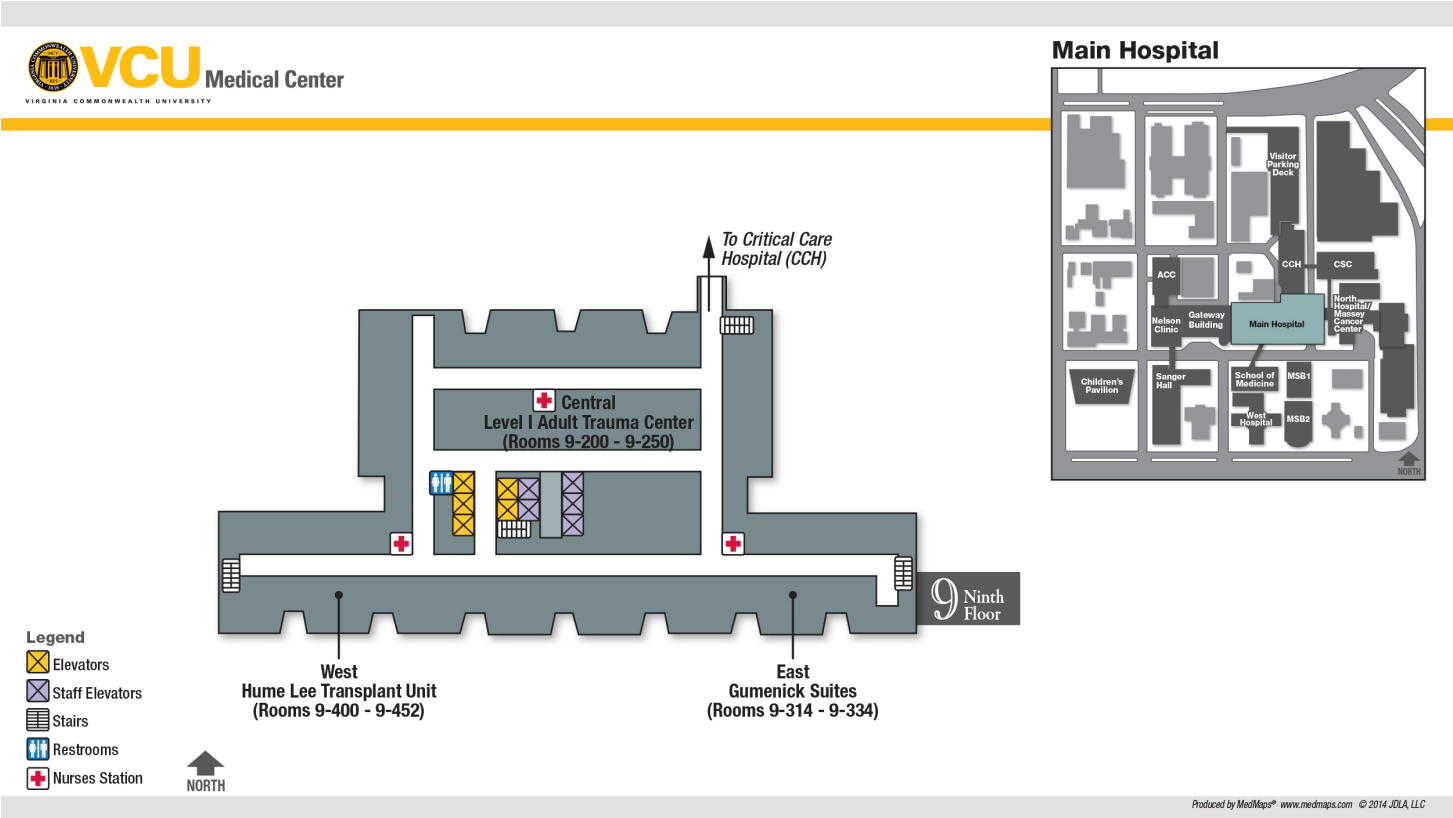 VCU Medical Center
VIRGINIA COMMONWEALTH UNIVERSITY
Main Hospital
Visitor
Parking
Deck
CCH
CSC
ACC
Nelson
Clinic
Gateway
Building
Main Hospital
North
Hospital/
Massey
Cancer
Center
Children's
Pavilion
Sanger
Hall
School of
Medicine
MSB1
West
Hospital
MSB2
NORTH
To Critical Care
Hospital (CCH)
Central
Level I Adult Trauma Center
(Rooms 9-200 - 9-250)
9 Ninth
Floor
West
Hume Lee Transplant Unit
(Rooms 9-400 - 9-452)
East
Gumenick Suites
(Rooms 9-314 - 9-334)
Legend
Elevators
Staff Elevators
Stairs
Restrooms
Nurses Station
NORTH
Produced by MedMaps® www.medmaps.com © 2014 JDLA, LLC